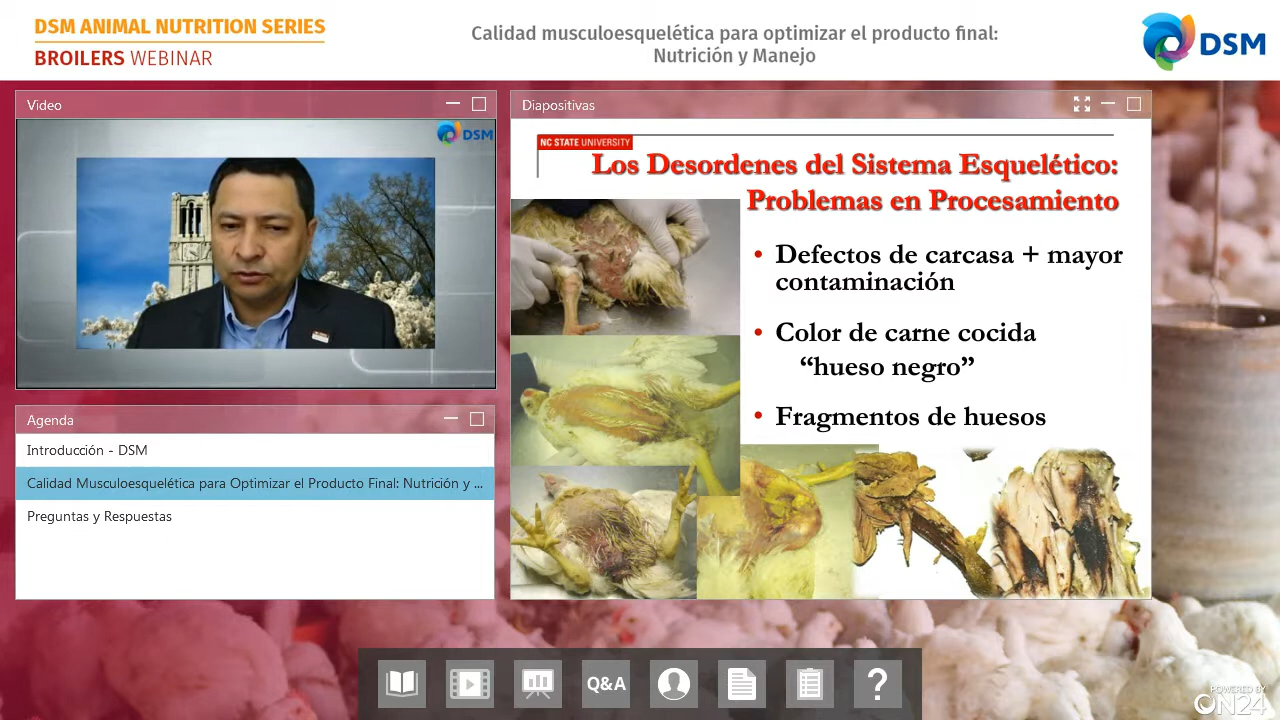 DSM ANIMAL NUTRITION SERIES
BROILERS WEBINAR
Calidad musculoesquelética para optimizar el producto final:
Nutrición y Manejo
DSM
Video
DSM
Agenda
Introducción - DSM
Calidad Musculoesquelética para Optimizar el Producto Final: Nutrición y ...
Preguntas y Respuestas
Diapositivas
NC STATE UNIVERSITY
Los Desordenes del Sistema Esquelético:
Problemas en Procesamiento
• Defectos de carcasa + mayor
contaminación
• Color de carne cocida
“hueso negro”
• Fragmentos de huesos
Q&A
?
POWERED BY
ON24